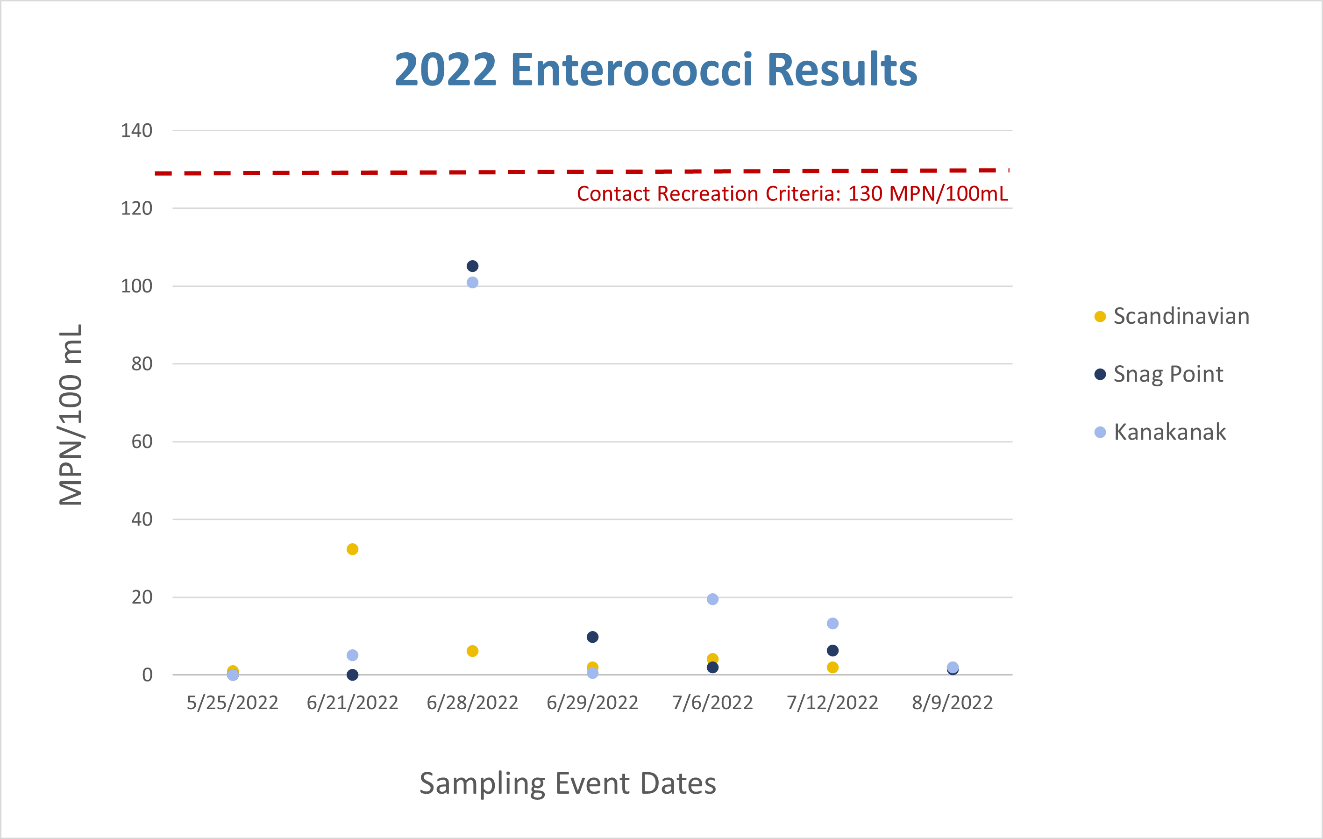 2022 Enterococci Results
140
Contact Recreation Criteria: 130 MPN/100mL
120
100
80
60
40
20
0
MPN/100 mL
5/25/2022 6/21/2022 6/28/2022 6/29/2022 7/6/2022 7/12/2022 8/9/2022
Sampling Event Dates
Scandinavian
Snag Point
Kanakanak